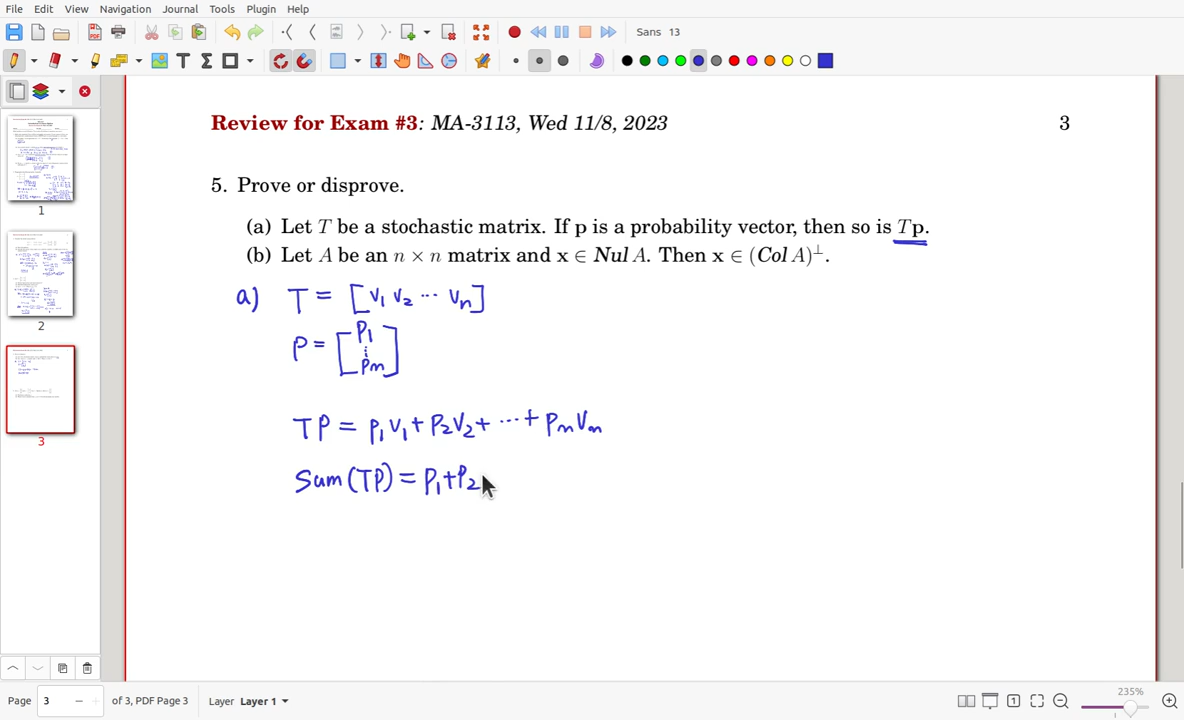 File Edit View Navigation Journal Tools Plugin Help
Sans 13
Review for Exam #3: MA-3113, Wed 11/8, 2023 3
5. Prove or disprove.
(a) Let T be a stochastic matrix. If p is a probability vector, then so is Tp.
(b) Let A be an n × n matrix and x ∈ Nul A. Then x ∈ (Col A)⊥.
a) T = [v₁ v₂ ··· vₙ]
P = [p₁ ⋮ pₙ]
TP = p₁v₁ + p₂v₂ + ··· + pₙvₙ
Sum(TP) = p₁+p₂
1
2
3
Page 3 of 3, PDF Page 3 Layer Layer 1 235%